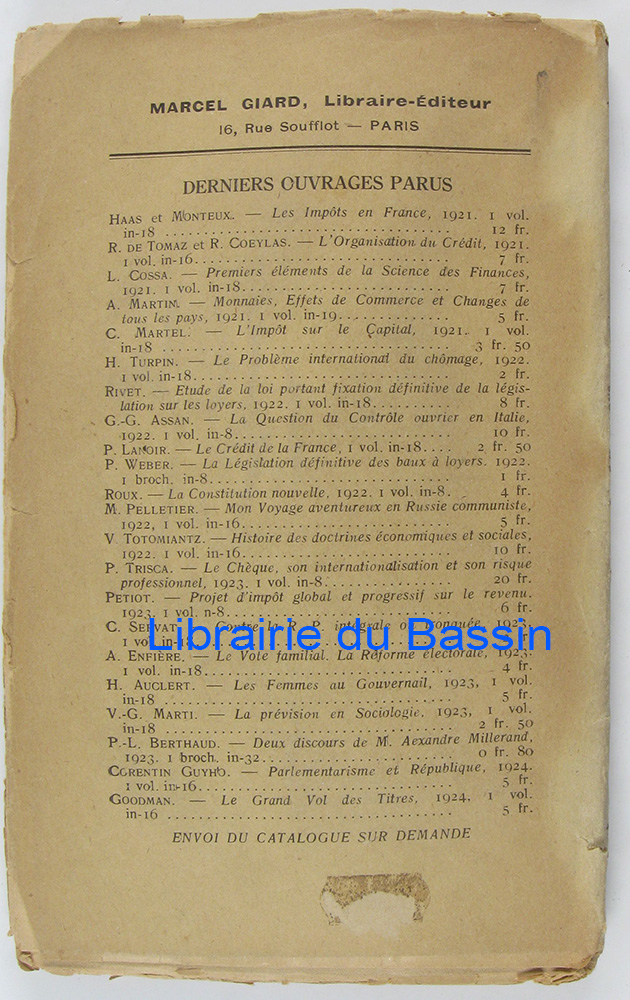 MARCEL GIARD, Libraire-Éditeur
16, Rue Soufflot — PARIS
DERNIERS OUVRAGES PARUS
HAAS et MONTEUX. — Les Impôts en France, 1921. 1 vol.
in-18 .................................... 12 fr.
R. DE TOMAZ et R. COEYLAS. — L'Organisation du Crédit, 1921.
1 vol. in-16.................................. 7 fr.
L. COSSA. — Premiers éléments de la Science des Finances,
1921. 1 vol. in-18............................ 7 fr.
A. MARTIN. — Monnaies, Effets de Commerce et Changes de
tous les pays, 1921. 1 vol. in-19.............. 5 fr.
C. MARTEL. — L'Impôt sur le Çapital, 1921. 1 vol.
in-18 .................................... 3 fr. 50
H. TURPIN. — Le Problème international du chômage, 1922.
1 vol. in-18.................................. 2 fr.
RIVET. — Etude de la loi portant fixation définitive de la légis-
lation sur les loyers, 1922. 1 vol. in-18........ 8 fr.
G.-G. ASSAN. — La Question du Contrôle ouvrier en Italie,
1922. 1 vol. in-8............................. 10 fr.
P. LANOIR. — Le Crédit de la France, 1 vol. in-18.... 2 fr. 50
P. WEBER. — La Législation définitive des baux à loyers. 1922.
1 broch. in-8................................ 1 fr.
ROUX. — La Constitution nouvelle, 1922. 1 vol. in-8. . 4 fr.
M. PELLETIER. — Mon Voyage aventureux en Russie communiste,
1922, 1 vol. in-16............................ 5 fr.
V. TOTOMIANTZ. — Histoire des doctrines économiques et sociales,
1922. 1 vol. in-16............................ 10 fr.
P. TRISCA. — Le Chèque, son internationalisation et son risque
professionnel, 1923. 1 vol. in-8................. 20 fr.
PETIOT. — Projet d'impôt global et progressif sur le revenu.
1923. 1 vol. n-8.............................. 6 fr.
C. SERVAT — Contre la R. P. intégrale ou tronquée, 1923
1 vol. in-18 fr.
Librairie du Bassin
A. ENFIÈRE. — Le Vote familial. La Réforme électorale, 1923.
1 vol. in-18.................................. 4 fr.
H. AUCLERT. — Les Femmes au Gouvernail, 1923, 1 vol.
in-18 .................................... 5 fr.
V.-G. MARTI. — La prévision en Sociologie. 1923, 1 vol.
in-18 .................................... 2 fr. 50
P.-L. BERTHAUD. — Deux discours de M. Aexandre Millerand,
1923. 1 broch. in-32.......................... 0 fr. 80
CORENTIN GUYHO. — Parlementarisme et République, 1924.
1 vol. in-16.................................. 5 fr.
GOODMAN. — Le Grand Vol des Titres, 1924, 1 vol.
in-16 .................................... 5 fr.
ENVOI DU CATALOGUE SUR DEMANDE